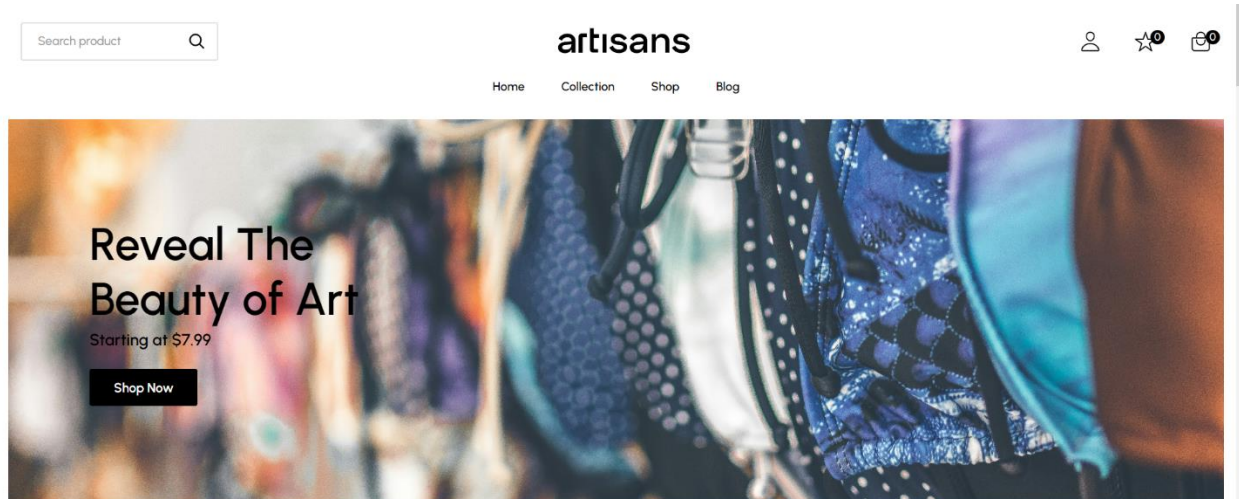 Search product
artısans
0
0
Home Collection Shop Blog
Reveal The
Beauty of Art
Starting at $7.99
Shop Now